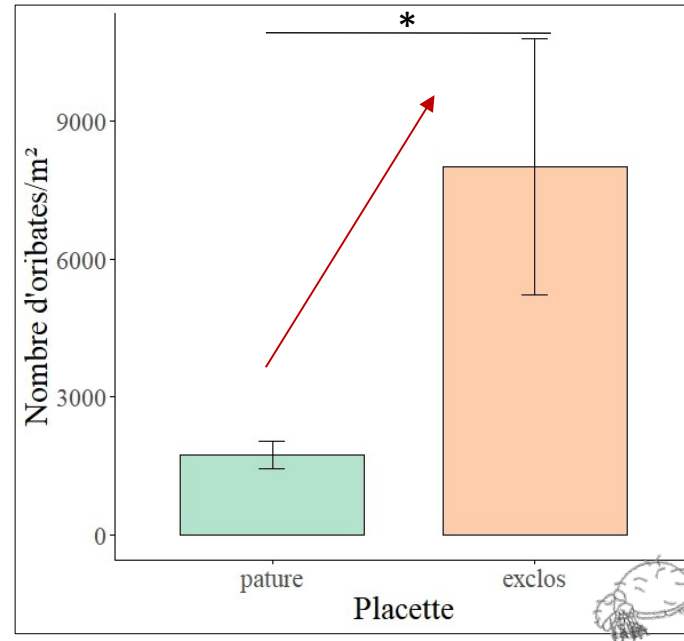 *
Nombre d'oribates/m²
9000
6000
3000
0
pature exclos
Placette